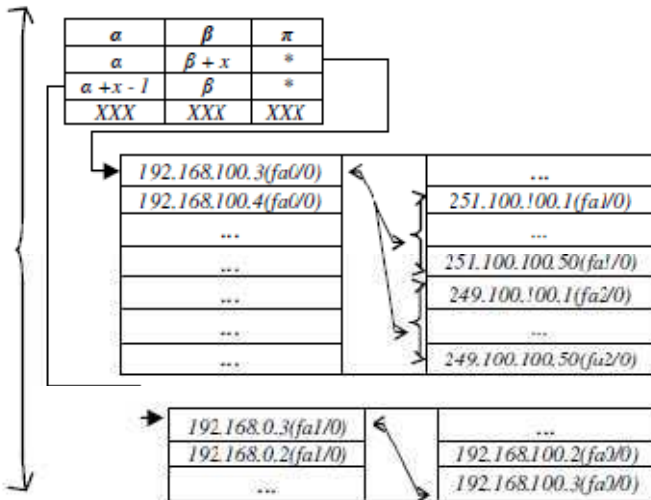 α β π
α β + x *
α + x - 1 β *
XXX XXX XXX
192.168.100.3(fa0/0) ...
192.168.100.4(fa0/0) 251.100.100.1(fa1/0)
... ...
... 251.100.100.50(fa1/0)
... 249.100.100.1(fa2/0)
... ...
... 249.100.100.50(fa2/0)
192.168.0.3(fa1/0) ...
192.168.0.2(fa1/0) 192.168.100.2(fa0/0)
... 192.168.100.3(fa0/0)